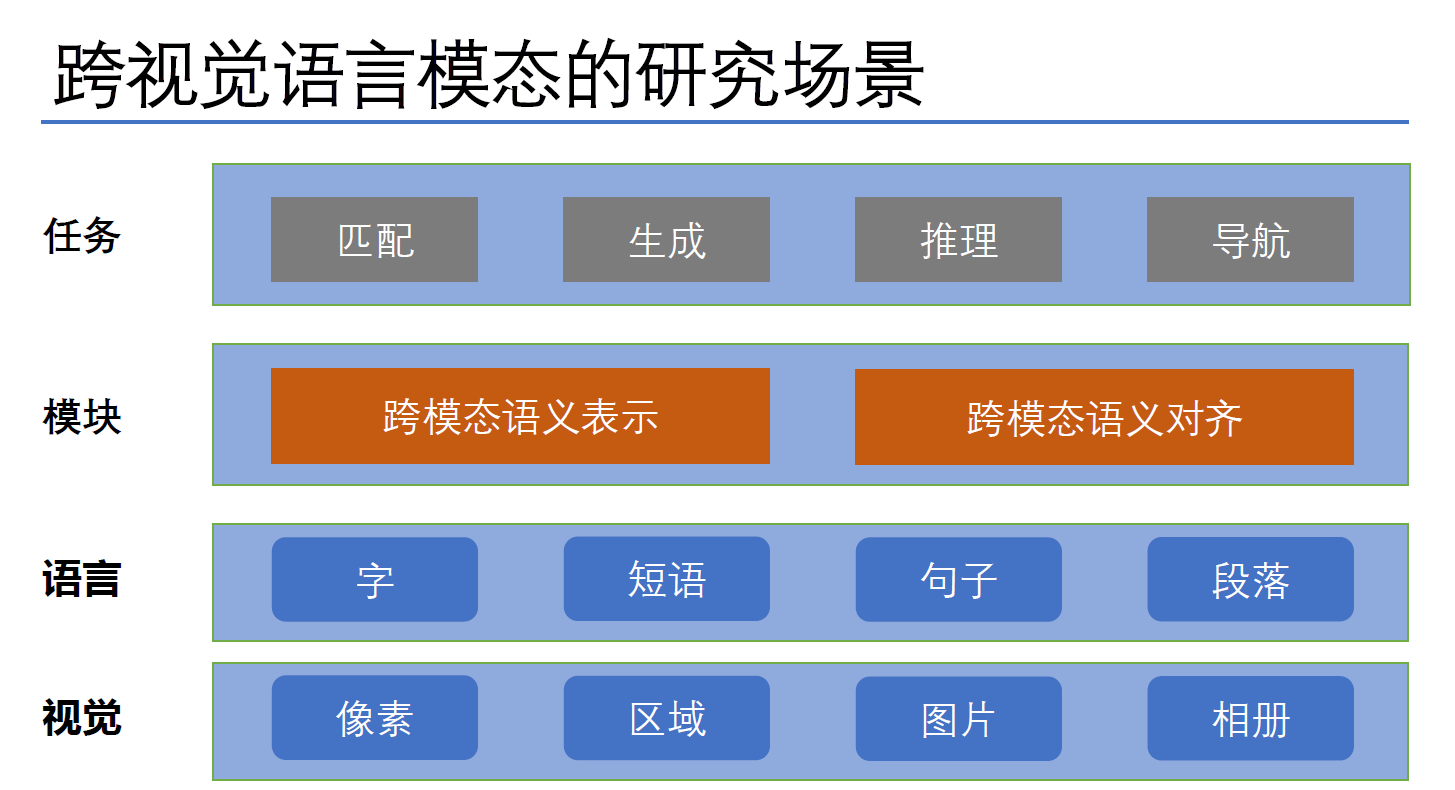 跨视觉语言模态的研究场景
任务
匹配
生成
推理
导航
模块
跨模态语义表示
跨模态语义对齐
语言
字
短语
句子
段落
视觉
像素
区域
图片
相册